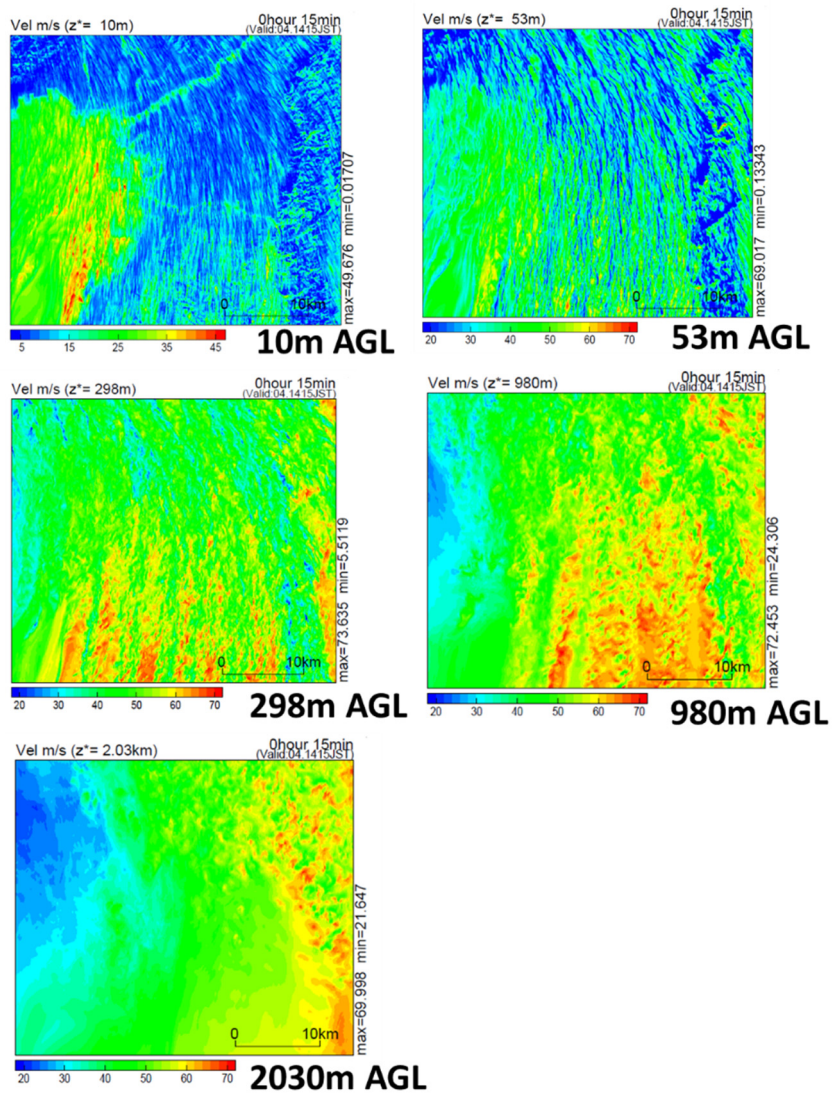 Vel m/s (z*= 10m)
0hour 15min
(Valid:04.1415JST)
max=49.676 min=0.01707
0 10km
5 15 25 35 45
10m AGL
Vel m/s (z*= 53m)
0hour 15min
(Valid:04.1415JST)
max=69.017 min=0.13343
0 10km
20 30 40 50 60 70
53m AGL
Vel m/s (z*= 298m)
0hour 15min
(Valid:04.1415JST)
max=73.635 min=5.5119
0 10km
20 30 40 50 60 70
298m AGL
Vel m/s (z*= 980m)
0hour 15min
(Valid:04.1415JST)
max=72.453 min=24.306
0 10km
20 30 40 50 60 70
980m AGL
Vel m/s (z*= 2.03km)
0hour 15min
(Valid:04.1415JST)
max=69.998 min=21.647
0 10km
20 30 40 50 60 70
2030m AGL